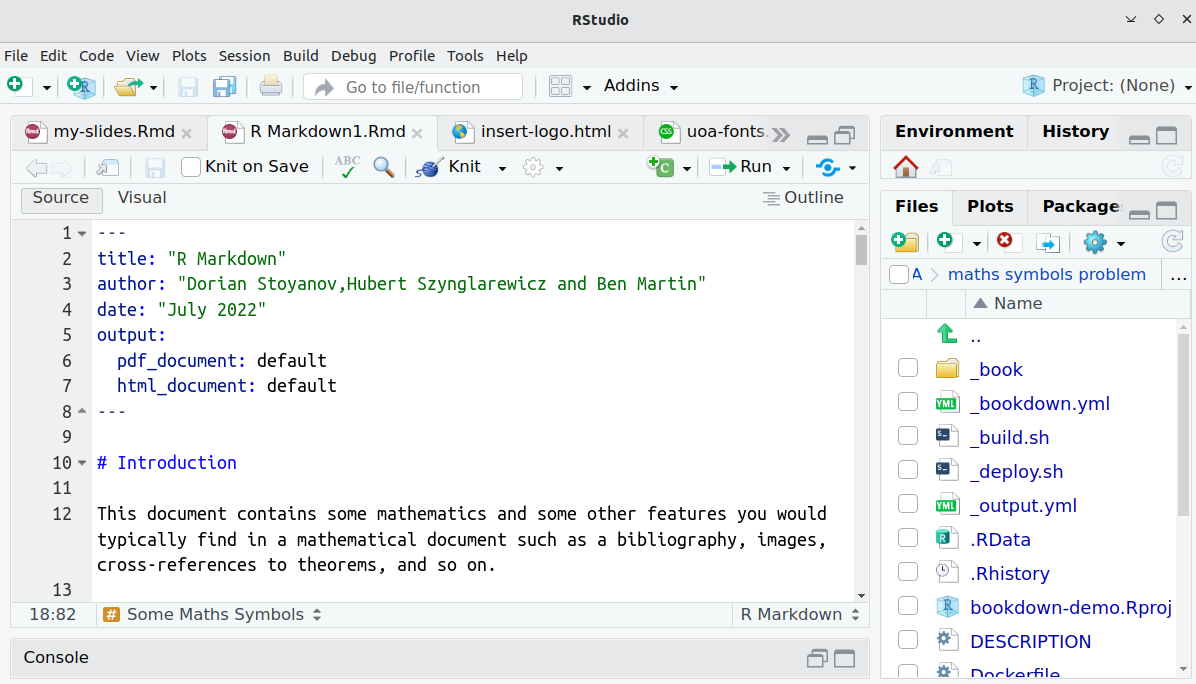 RStudio
File Edit Code View Plots Session Build Debug Profile Tools Help
Go to file/function Addins Project: (None)
my-slides.Rmd R Markdown1.Rmd insert-logo.html uoa-fonts.
Knit on Save ABC Knit Run
Source Visual Outline
1 ---
2 title: "R Markdown"
3 author: "Dorian Stoyanov,Hubert Szynglarewicz and Ben Martin"
4 date: "July 2022"
5 output:
6 pdf_document: default
7 html_document: default
8 ---
9
10 # Introduction
11
12 This document contains some mathematics and some other features you would
typically find in a mathematical document such as a bibliography, images,
cross-references to theorems, and so on.
13
18:82 # Some Maths Symbols R Markdown
Console
Environment History
Files Plots Package
A maths symbols problem ...
Name
..
_book
_bookdown.yml
_build.sh
_deploy.sh
_output.yml
.RData
.Rhistory
bookdown-demo.Rproj
DESCRIPTION
Dockerfile